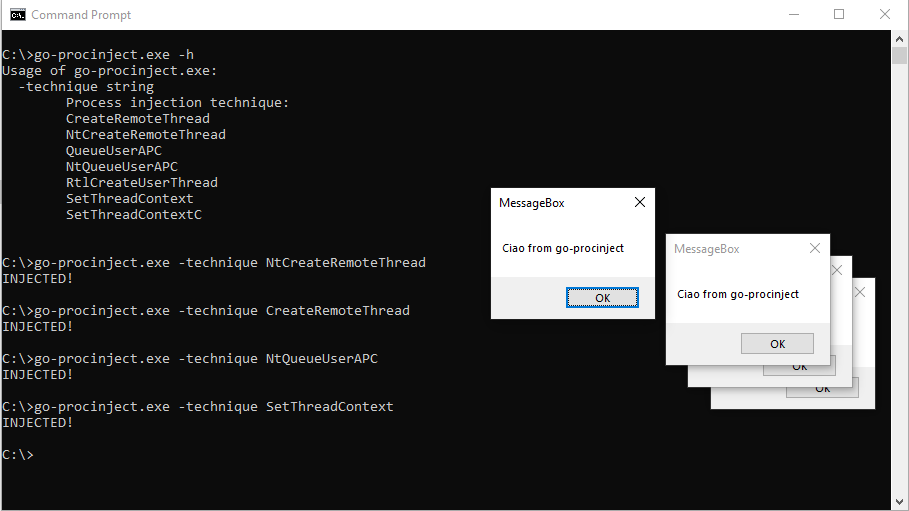 Command Prompt
C:\>go-procinject.exe -h
Usage of go-procinject.exe:
  -technique string
        Process injection technique:
        CreateRemoteThread
        NtCreateRemoteThread
        QueueUserAPC
        NtQueueUserAPC
        RtlCreateUserThread
        SetThreadContext
        SetThreadContextC
C:\>go-procinject.exe -technique NtCreateRemoteThread
INJECTED!
C:\>go-procinject.exe -technique CreateRemoteThread
INJECTED!
C:\>go-procinject.exe -technique NtQueueUserAPC
INJECTED!
C:\>go-procinject.exe -technique SetThreadContext
INJECTED!
C:\>
MessageBox
Ciao from go-procinject
OK
MessageBox
Ciao from go-procinject
OK
OK
OK